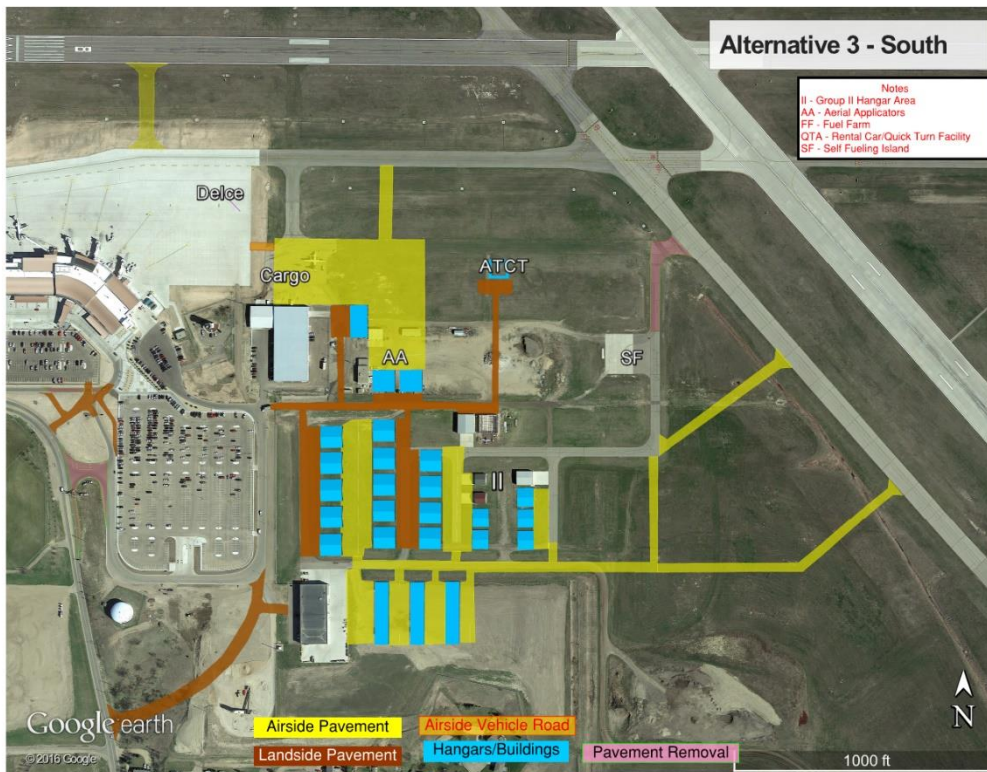 Alternative 3 - South
Notes
II - Group II Hangar Area
AA - Aerial Applicators
FF - Fuel Farm
QTA - Rental Car/Quick Turn Facility
SF - Self Fueling Island
DeIce
Cargo
ATCT
AA
SF
II
N
Google earth
©2016 Google
Airside Pavement
Airside Vehicle Road
Landside Pavement
Hangars/Buildings
Pavement Removal
1000 ft